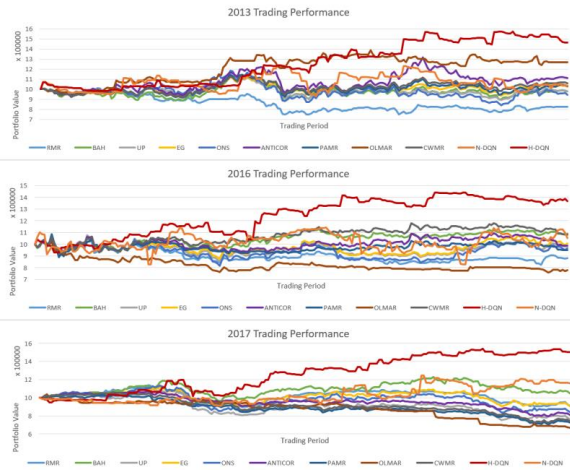 2013 Trading Performance
x 100000
Portfolio Value
16
15
14
13
12
11
10
9
8
7
Trading Period
RMR BAH UP EG ONS ANTICOR PAMR OLMAR CWMR N-DQN H-DQN
2016 Trading Performance
x 100000
Portfolio Value
15
14
13
12
11
10
9
8
7
Trading Period
RMR BAH UP EG ONS ANTICOR PAMR OLMAR CWMR H-DQN N-DQN
2017 Trading Performance
x 100000
Portfolio Value
16
14
12
10
8
6
Trading Period
RMR BAH UP EG ONS ANTICOR PAMR OLMAR CWMR H-DQN N-DQN